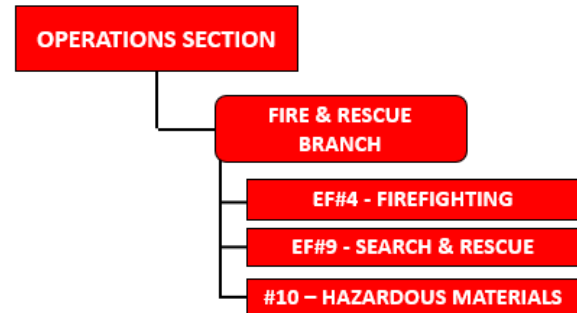 OPERATIONS SECTION
FIRE & RESCUE
BRANCH
EF#4 - FIREFIGHTING
EF#9 - SEARCH & RESCUE
#10 – HAZARDOUS MATERIALS